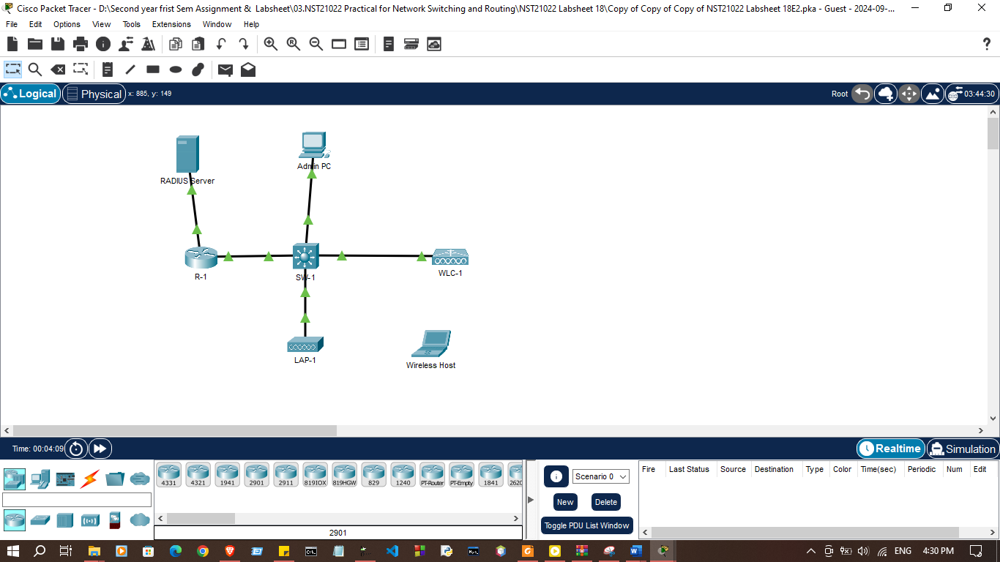 Cisco Packet Tracer - D:\Second year frist Sem Assignment & Labsheet\03.NST21022 Practical for Network Switching and Routing\NST21022 Labsheet 18\Copy of Copy of Copy of NST21022 Labsheet 18E2.pka - Guest - 2024-09-...
File Edit Options View Tools Extensions Window Help
Logical Physical x: 885, y: 149 Root 03:44:30
RADIUS Server
Admin PC
R-1
SW-1
WLC-1
LAP-1
Wireless Host
Time: 00:04:09 Realtime Simulation
4331 4321 1941 2901 2911 819IOX 819HGW 829 1240 PT-Router PT-Empty 1841 2620
2901
Scenario 0
New Delete
Toggle PDU List Window
Fire Last Status Source Destination Type Color Time(sec) Periodic Num Edit
ENG 4:30 PM